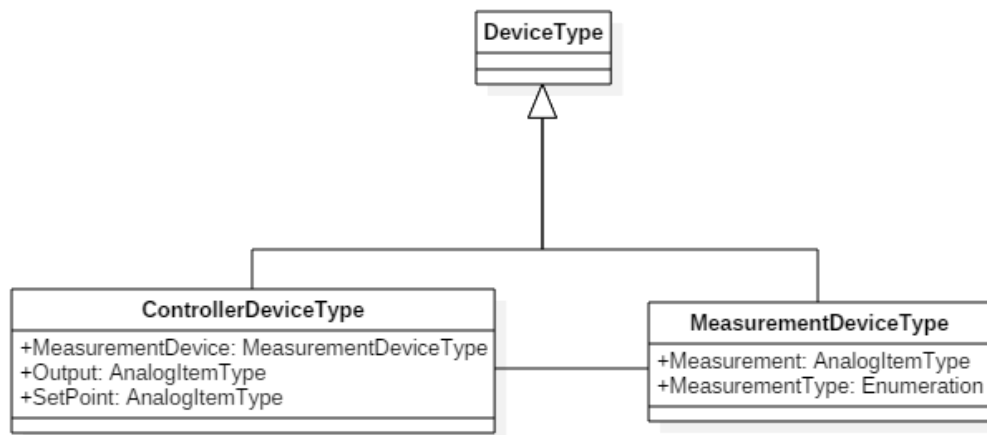 DeviceType
ControllerDeviceType
+MeasurementDevice: MeasurementDeviceType
+Output: AnalogItemType
+SetPoint: AnalogItemType
MeasurementDeviceType
+Measurement: AnalogItemType
+MeasurementType: Enumeration